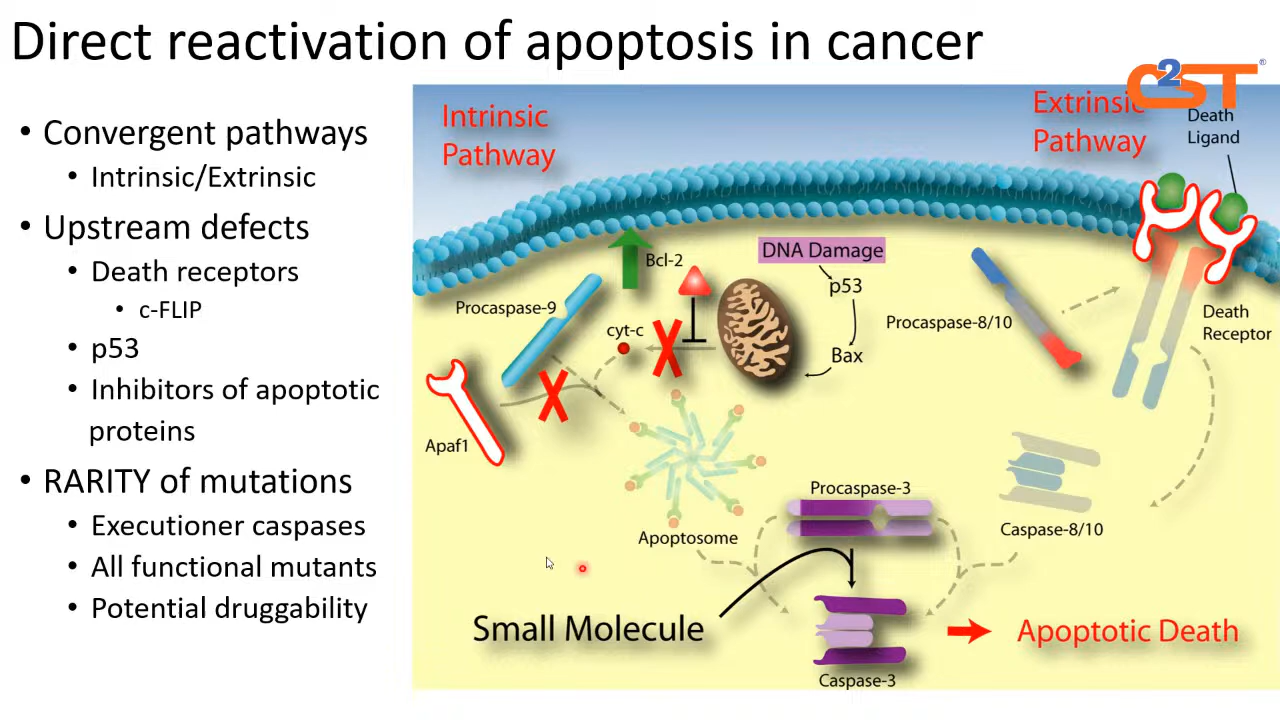 Direct reactivation of apoptosis in cancer
C2ST
®
• Convergent pathways
• Intrinsic/Extrinsic
• Upstream defects
• Death receptors
• c-FLIP
• p53
• Inhibitors of apoptotic
proteins
• RARITY of mutations
• Executioner caspases
• All functional mutants
• Potential druggability
Intrinsic
Pathway
Extrinsic
Pathway
Death
Ligand
Bcl-2
DNA Damage
p53
Bax
Procaspase-9
cyt-c
Apaf1
Procaspase-8/10
Death
Receptor
Apoptosome
Procaspase-3
Caspase-8/10
Small Molecule
Caspase-3
Apoptotic Death